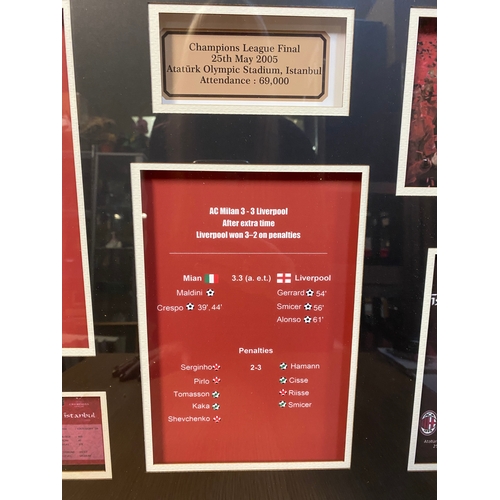 Champions League Final
25th May 2005
Atatürk Olympic Stadium, Istanbul
Attendance : 69,000
AC Milan 3 - 3 Liverpool
After extra time
Liverpool won 3–2 on penalties
Mian 3.3 (a. e.t.) Liverpool
Maldini Gerrard 54'
Crespo 39', 44' Smicer 56'
Alonso 61'
Penalties
Serginho 2-3 Hamann
Pirlo Cisse
Tomasson Riisse
Kaka Smicer
Shevchenko
Istanbul